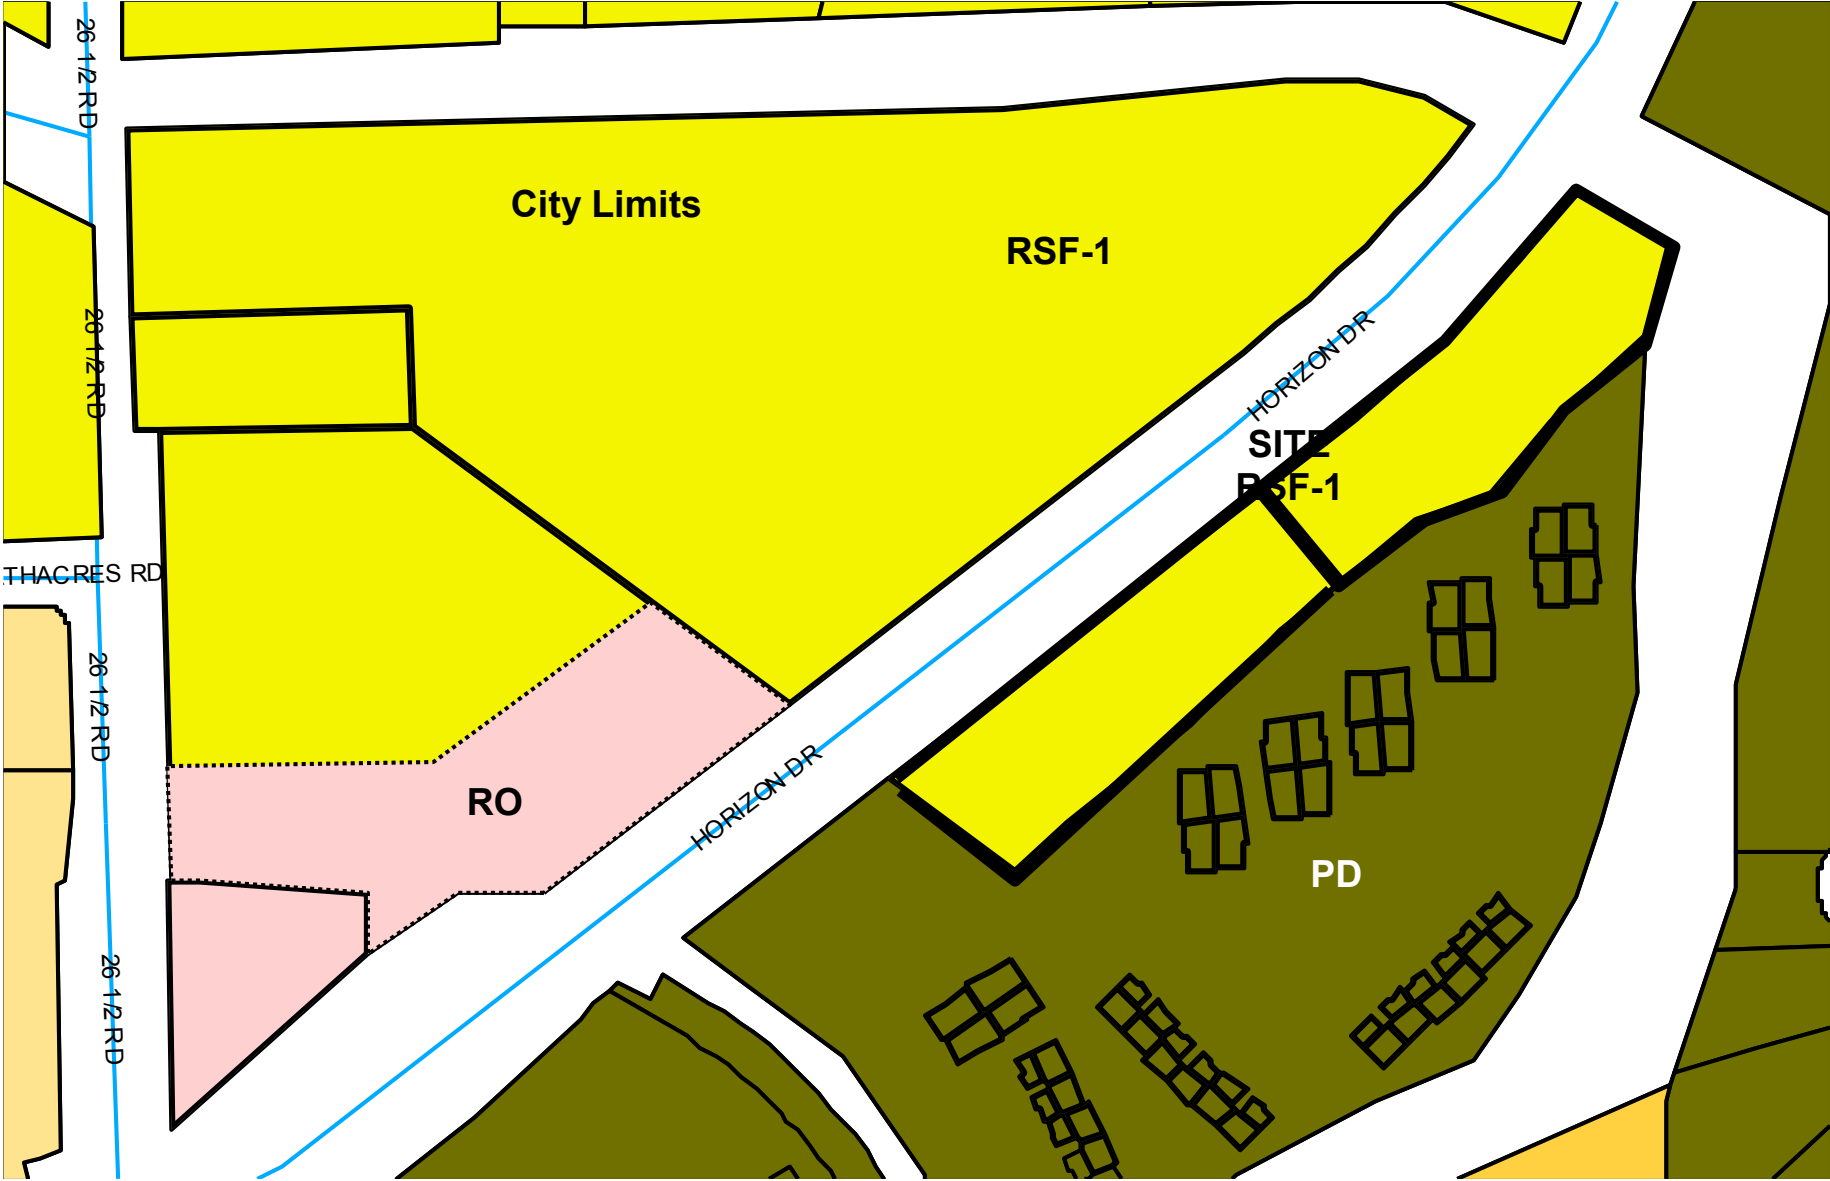 26 1/2 RD
City Limits
RSF-1
26 1/2 RD
HORIZON DR
SITE
RSF-1
THACRES RD
26 1/2 RD
HORIZON DR
RO
PD
26 1/2 RD